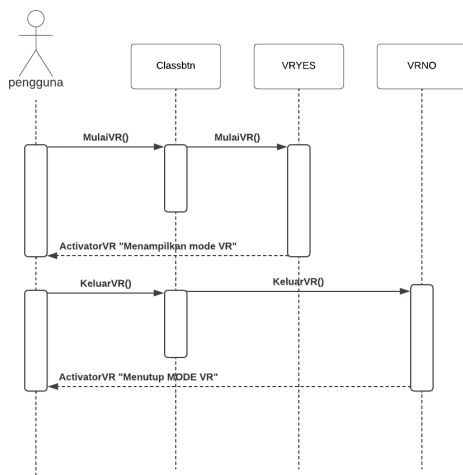 pengguna
Classbtn
VRYES
VRNO
MulaiVR()
MulaiVR()
ActivatorVR "Menampilkan mode VR"
KeluarVR()
KeluarVR()
ActivatorVR "Menutup MODE VR"